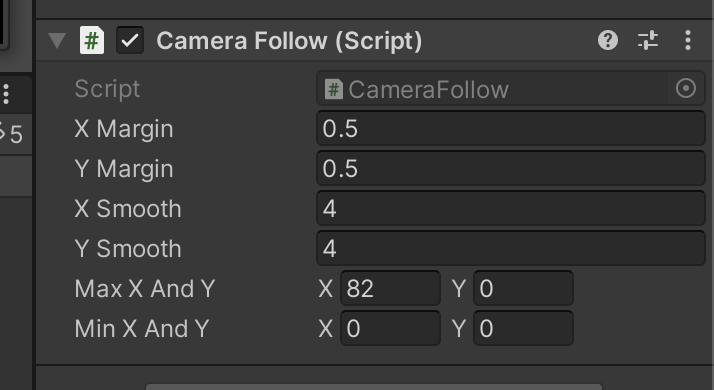 # Camera Follow (Script)
Script # CameraFollow
5
X Margin 0.5
Y Margin 0.5
X Smooth 4
Y Smooth 4
Max X And Y X 82 Y 0
Min X And Y X 0 Y 0